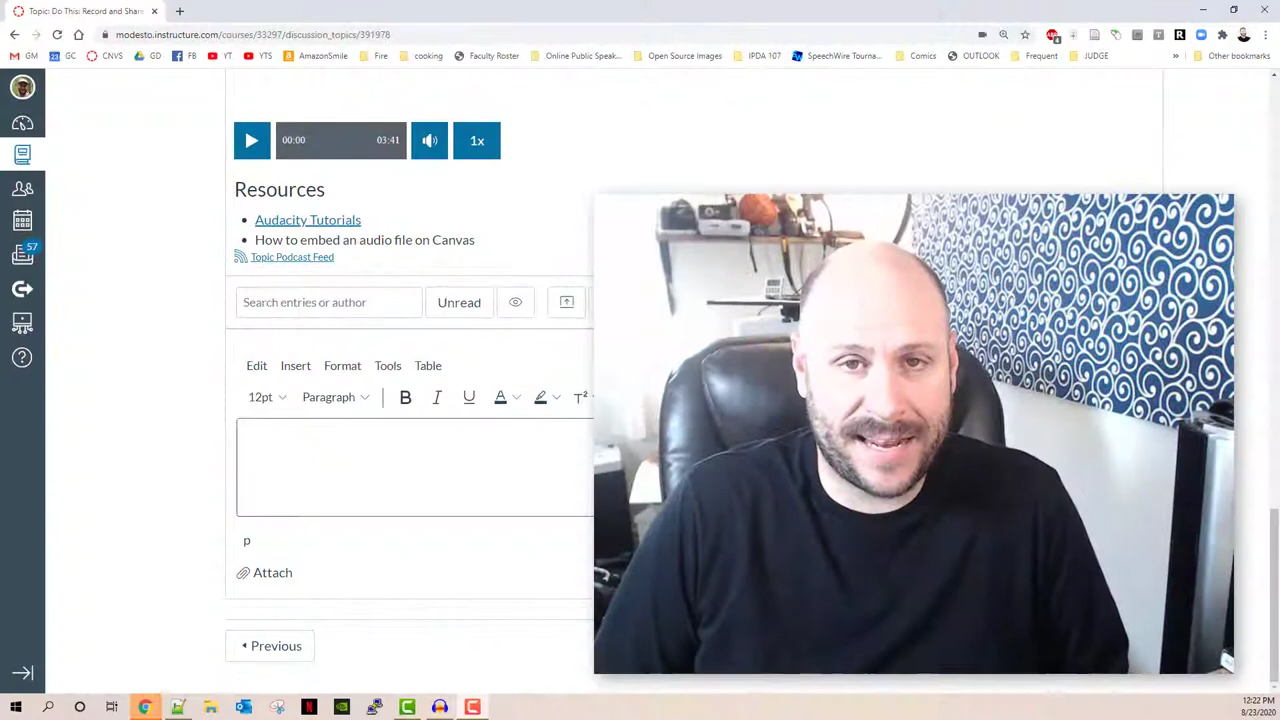 Topic: Do This: Record and Share
modesto.instructure.com/courses/33297/discussion_topics/391978
GM GC CNVS GD FB YT YTS AmazonSmile Fire cooking Faculty Roster Online Public Speak... Open Source Images IPDA 107 SpeechWire Tourna... Comics OUTLOOK Frequent JUDGE » Other bookmarks
00:00 03:41 1x
Resources
Audacity Tutorials
How to embed an audio file on Canvas
57
Topic Podcast Feed
Search entries or author Unread
Edit Insert Format Tools Table
12pt Paragraph B I U A T²
p
Attach
Previous
12:22 PM
8/23/2020